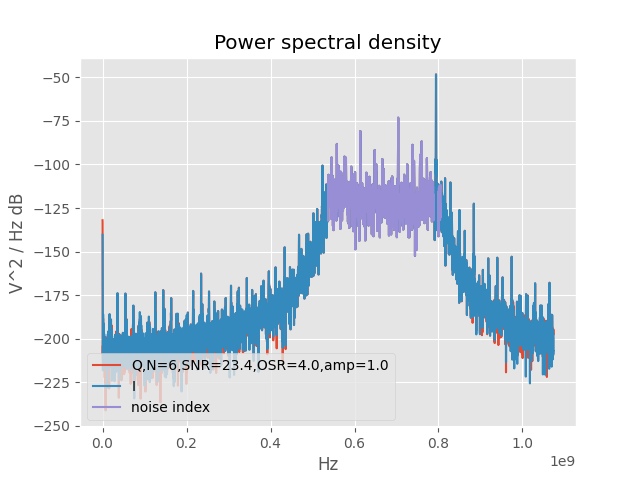 Power spectral density
V^2 / Hz dB
−50
−75
−100
−125
−150
−175
−200
−225
−250
Q,N=6,SNR=23.4,OSR=4.0,amp=1.0
I
noise index
0.0 0.2 0.4 0.6 0.8 1.0
1e9
Hz